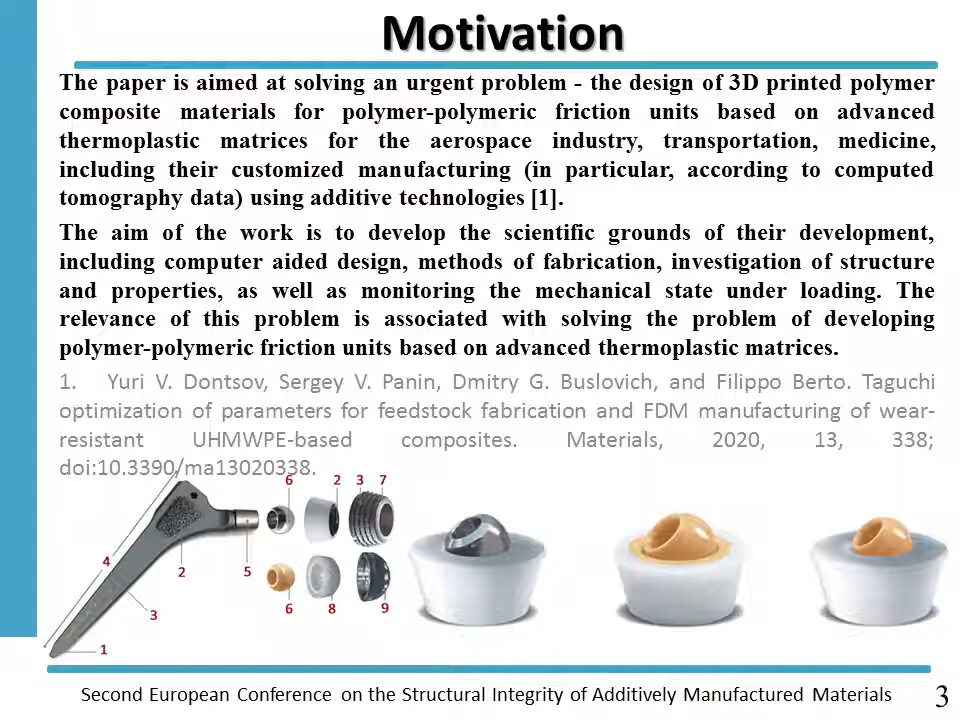 Motivation
The paper is aimed at solving an urgent problem - the design of 3D printed polymer
composite materials for polymer-polymeric friction units based on advanced
thermoplastic matrices for the aerospace industry, transportation, medicine,
including their customized manufacturing (in particular, according to computed
tomography data) using additive technologies [1].
The aim of the work is to develop the scientific grounds of their development,
including computer aided design, methods of fabrication, investigation of structure
and properties, as well as monitoring the mechanical state under loading. The
relevance of this problem is associated with solving the problem of developing
polymer-polymeric friction units based on advanced thermoplastic matrices.
1. Yuri V. Dontsov, Sergey V. Panin, Dmitry G. Buslovich, and Filippo Berto. Taguchi
optimization of parameters for feedstock fabrication and FDM manufacturing of wear-
resistant UHMWPE-based composites. Materials, 2020, 13, 338;
doi:10.3390/ma13020338.
6 2 3 7
4 2 5
6 8 9
3
1
Second European Conference on the Structural Integrity of Additively Manufactured Materials
3